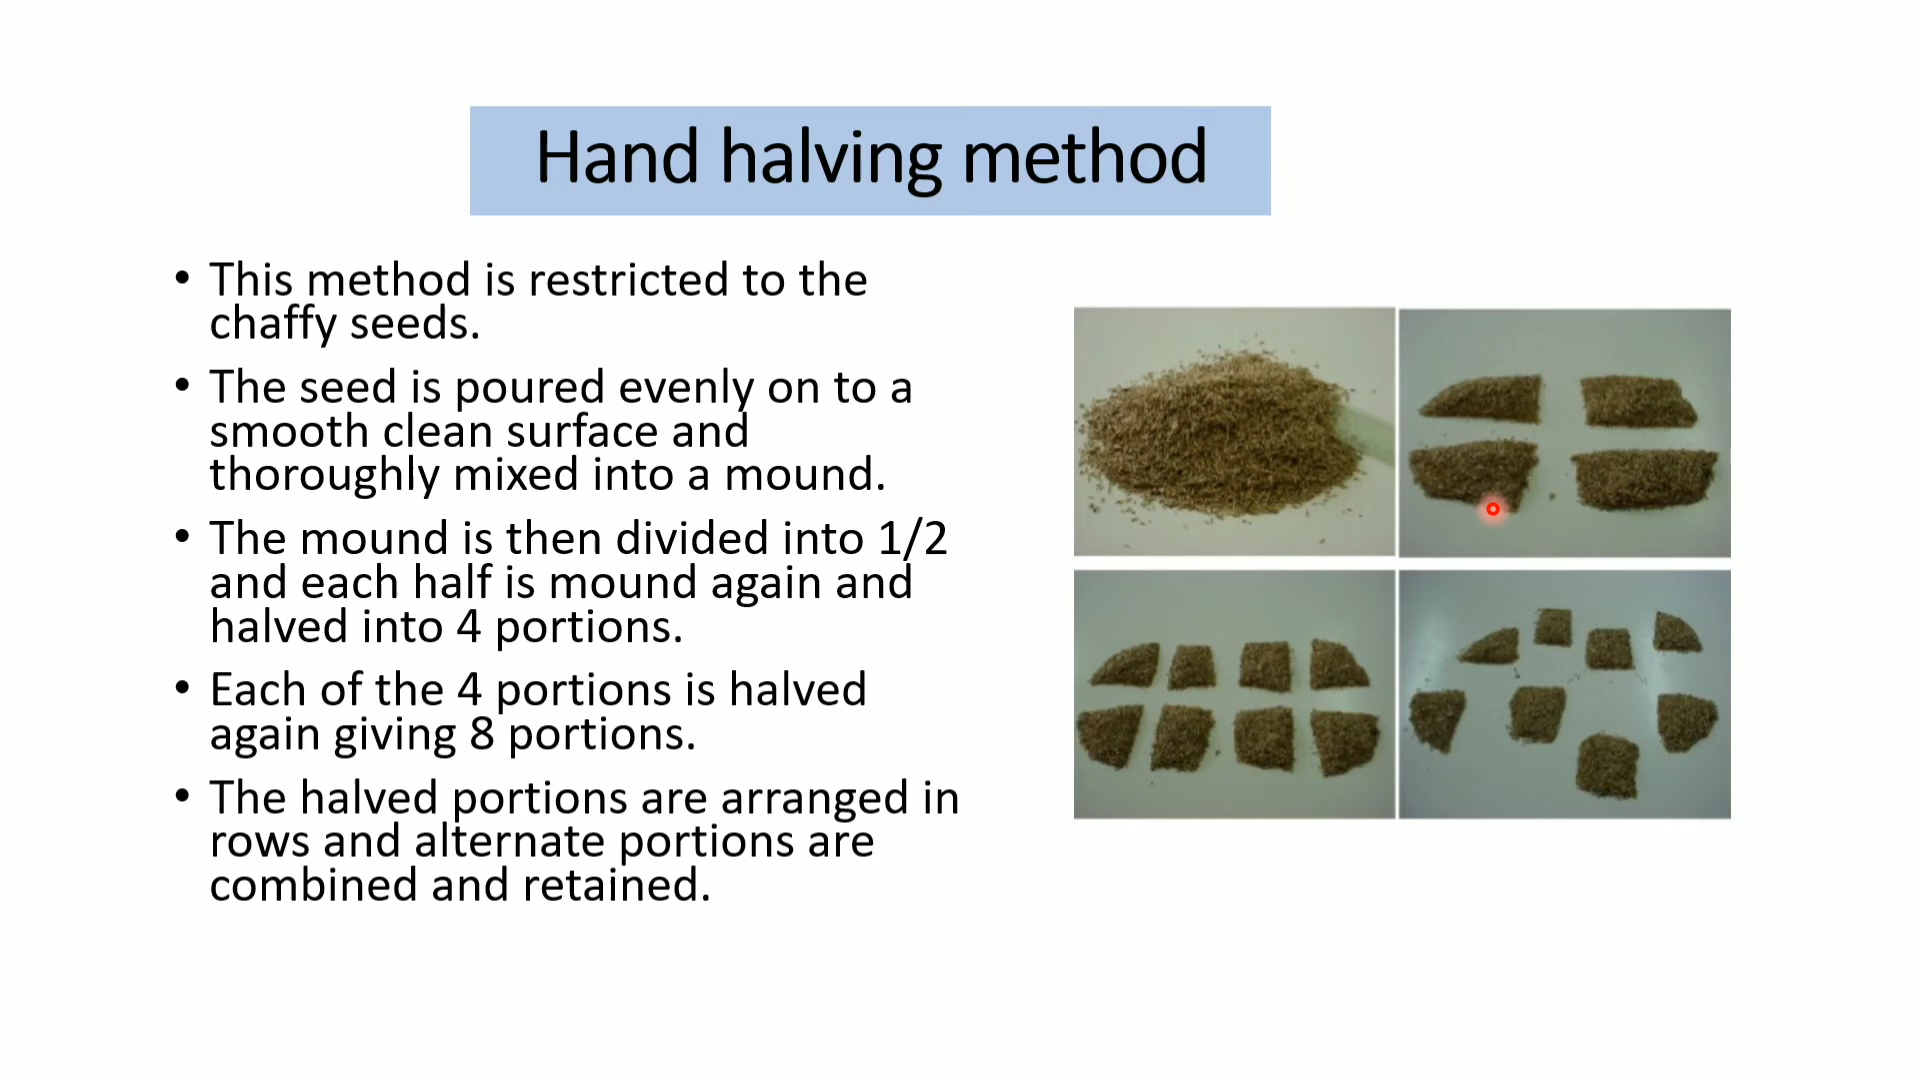 Hand halving method
• This method is restricted to the
chaffy seeds.
• The seed is poured evenly on to a
smooth clean surface and
thoroughly mixed into a mound.
• The mound is then divided into 1/2
and each half is mound again and
halved into 4 portions.
• Each of the 4 portions is halved
again giving 8 portions.
• The halved portions are arranged in
rows and alternate portions are
combined and retained.